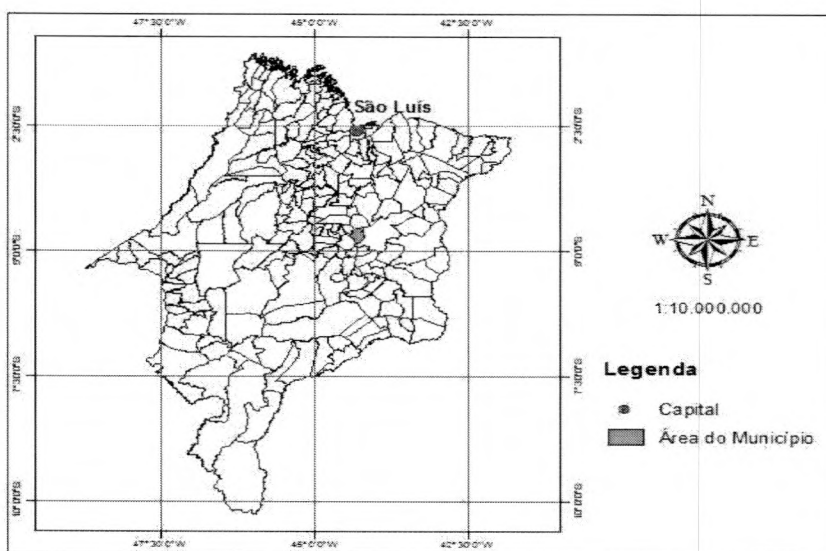 47°30'0"W 45°0'0"W 42°30'0"W
São Luís
2°30'0"S 2°30'0"S
N
W E
S
5°0'0"S 5°0'0"S
1:10.000.000
Legenda
7°30'0"S 7°30'0"S
Capital
Área do Município
10°0'0"S 10°0'0"S
47°30'0"W 45°0'0"W 42°30'0"W